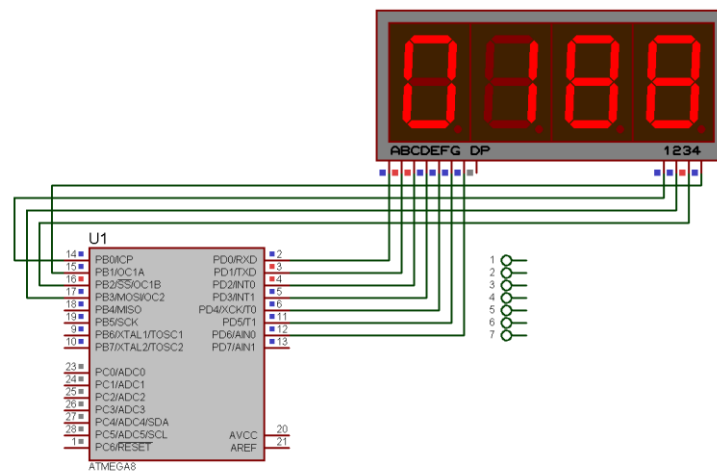 0188
ABCDEFG DP
1234
U1
14 PB0/ICP PD0/RXD 2
15 PB1/OC1A PD1/TXD 3
16 PB2/SS/OC1B PD2/INT0 4
17 PB3/MOSI/OC2 PD3/INT1 5
18 PB4/MISO PD4/XCK/T0 6
19 PB5/SCK PD5/T1 11
9 PB6/XTAL1/TOSC1 PD6/AIN0 12
10 PB7/XTAL2/TOSC2 PD7/AIN1 13
23 PC0/ADC0
24 PC1/ADC1
25 PC2/ADC2
26 PC3/ADC3
27 PC4/ADC4/SDA
28 PC5/ADC5/SCL AVCC 20
1 PC6/RESET AREF 21
ATMEGA8
1
2
3
4
5
6
7